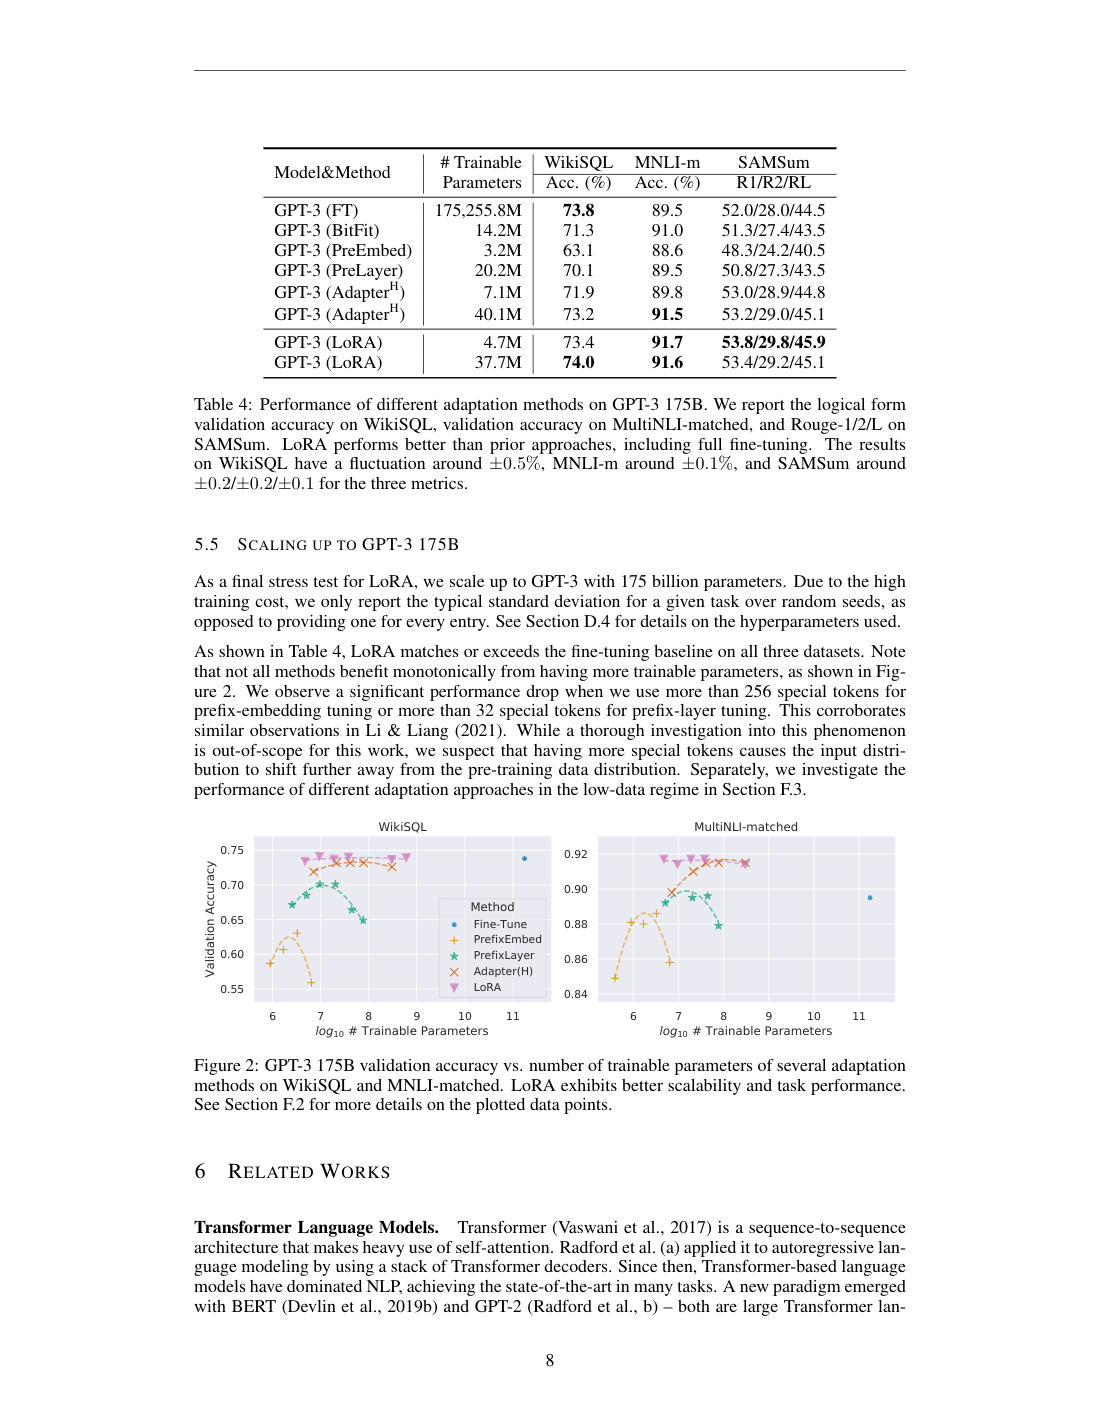 Model&Method # Trainable WikiSQL MNLI-m SAMSum
Parameters Acc. (%) Acc. (%) R1/R2/RL
GPT-3 (FT) 175,255.8M 73.8 89.5 52.0/28.0/44.5
GPT-3 (BitFit) 14.2M 71.3 91.0 51.3/27.4/43.5
GPT-3 (PreEmbed) 3.2M 63.1 88.6 48.3/24.2/40.5
GPT-3 (PreLayer) 20.2M 70.1 89.5 50.8/27.3/43.5
GPT-3 (Adapter^H) 7.1M 71.9 89.8 53.0/28.9/44.8
GPT-3 (Adapter^H) 40.1M 73.2 91.5 53.2/29.0/45.1
GPT-3 (LoRA) 4.7M 73.4 91.7 53.8/29.8/45.9
GPT-3 (LoRA) 37.7M 74.0 91.6 53.4/29.2/45.1
Table 4: Performance of different adaptation methods on GPT-3 175B. We report the logical form
validation accuracy on WikiSQL, validation accuracy on MultiNLI-matched, and Rouge-1/2/L on
SAMSum. LoRA performs better than prior approaches, including full fine-tuning. The results
on WikiSQL have a fluctuation around ±0.5%, MNLI-m around ±0.1%, and SAMSum around
±0.2/±0.2/±0.1 for the three metrics.
5.5 SCALING UP TO GPT-3 175B
As a final stress test for LoRA, we scale up to GPT-3 with 175 billion parameters. Due to the high
training cost, we only report the typical standard deviation for a given task over random seeds, as
opposed to providing one for every entry. See Section D.4 for details on the hyperparameters used.
As shown in Table 4, LoRA matches or exceeds the fine-tuning baseline on all three datasets. Note
that not all methods benefit monotonically from having more trainable parameters, as shown in Fig-
ure 2. We observe a significant performance drop when we use more than 256 special tokens for
prefix-embedding tuning or more than 32 special tokens for prefix-layer tuning. This corroborates
similar observations in Li & Liang (2021). While a thorough investigation into this phenomenon
is out-of-scope for this work, we suspect that having more special tokens causes the input distri-
bution to shift further away from the pre-training data distribution. Separately, we investigate the
performance of different adaptation approaches in the low-data regime in Section F.3.
WikiSQL
Validation Accuracy
0.75
0.70
0.65
0.60
0.55
Method
Fine-Tune
PrefixEmbed
PrefixLayer
Adapter(H)
LoRA
6 7 8 9 10 11
log10 # Trainable Parameters
MultiNLI-matched
0.92
0.90
0.88
0.86
0.84
6 7 8 9 10 11
log10 # Trainable Parameters
Figure 2: GPT-3 175B validation accuracy vs. number of trainable parameters of several adaptation
methods on WikiSQL and MNLI-matched. LoRA exhibits better scalability and task performance.
See Section F.2 for more details on the plotted data points.
6 RELATED WORKS
Transformer Language Models. Transformer (Vaswani et al., 2017) is a sequence-to-sequence
architecture that makes heavy use of self-attention. Radford et al. (a) applied it to autoregressive lan-
guage modeling by using a stack of Transformer decoders. Since then, Transformer-based language
models have dominated NLP, achieving the state-of-the-art in many tasks. A new paradigm emerged
with BERT (Devlin et al., 2019b) and GPT-2 (Radford et al., b) – both are large Transformer lan-
8